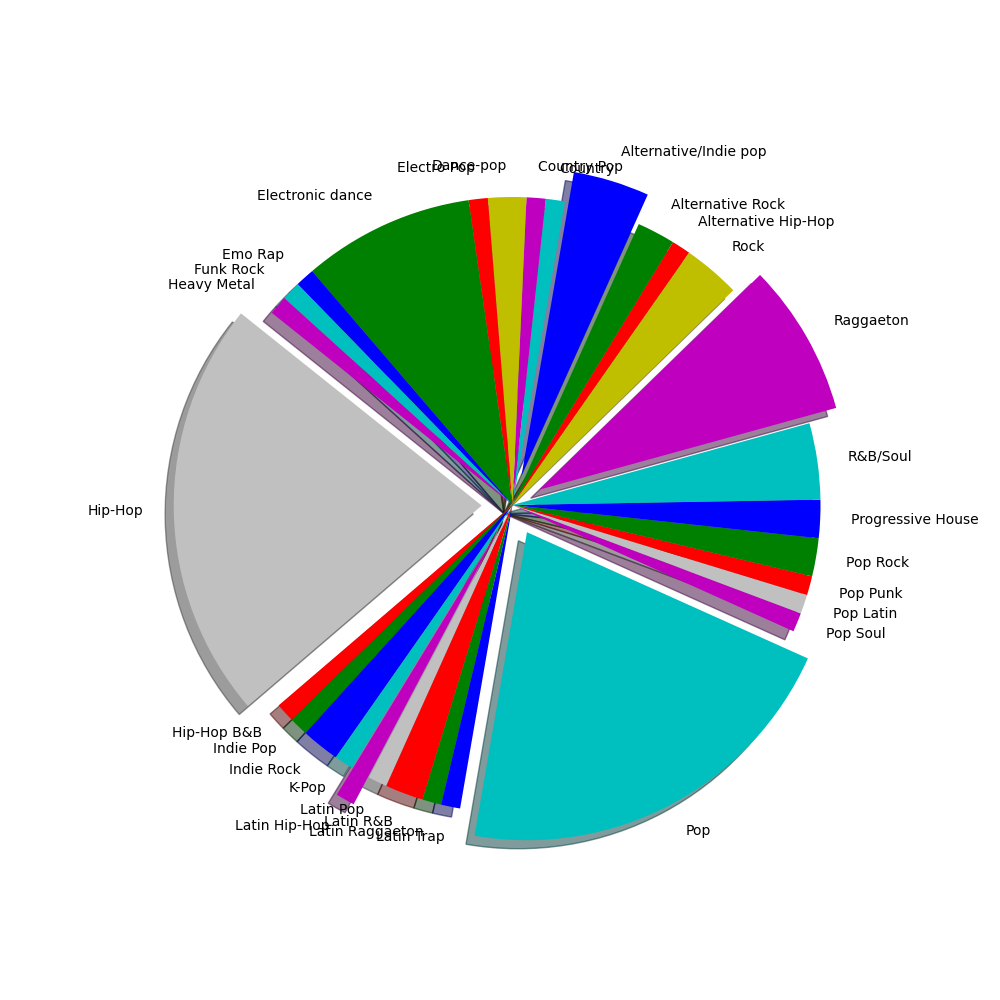 Alternative/Indie pop
Electro Pop
Dance-pop
Country Pop
Country
Electronic dance
Alternative Rock
Alternative Hip-Hop
Rock
Emo Rap
Funk Rock
Heavy Metal
Raggaeton
R&B/Soul
Hip-Hop
Progressive House
Pop Rock
Pop Punk
Pop Latin
Pop Soul
Hip-Hop B&B
Indie Pop
Indie Rock
K-Pop
Latin Pop
Latin Hip-Hop
Latin R&B
Latin Raggaeton
Latin Trap
Pop